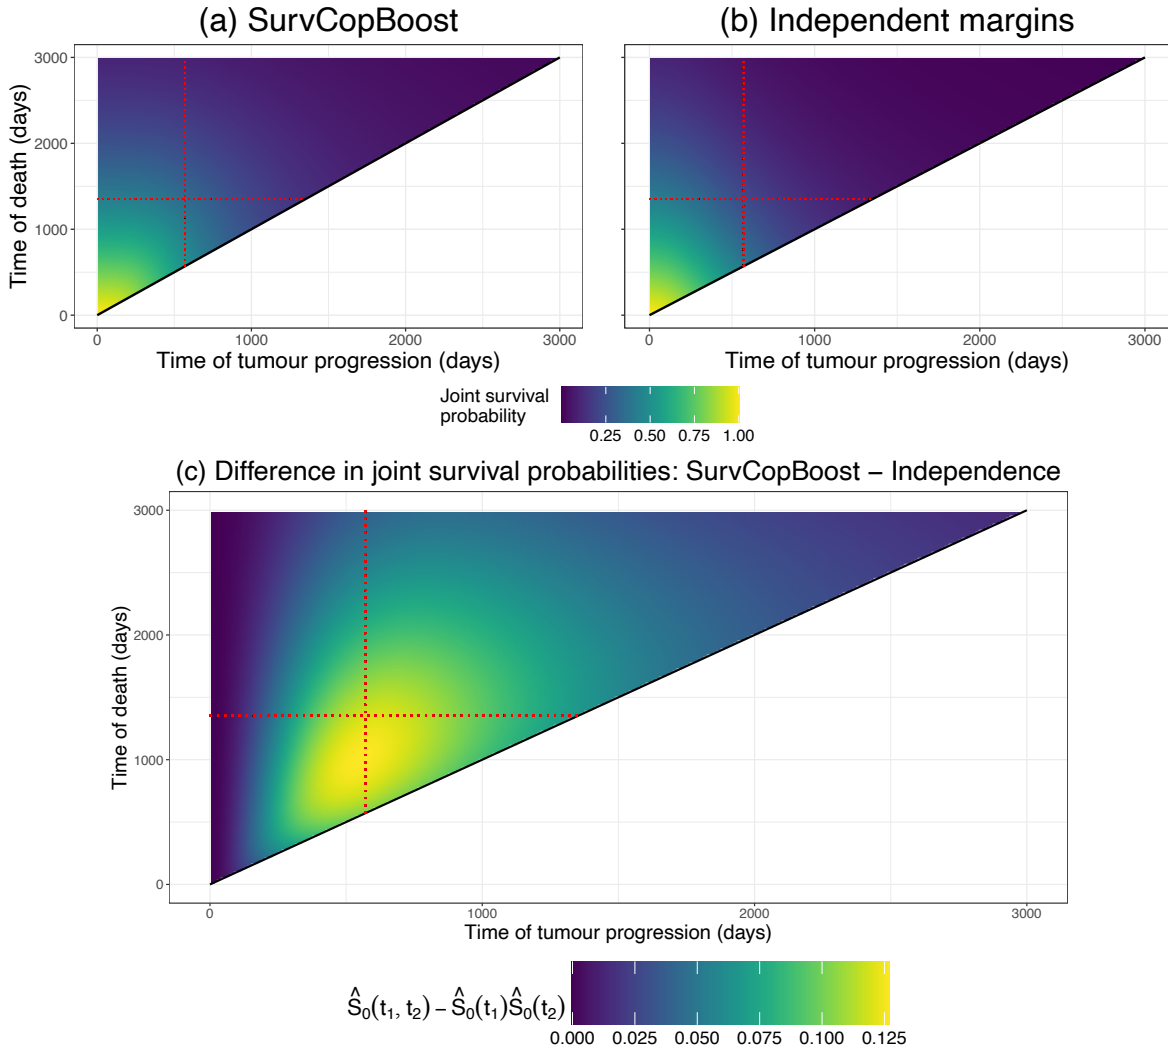 (a) SurvCopBoost
(b) Independent margins
Time of death (days)
3000
2000
1000
0
0 1000 2000 3000
Time of tumour progression (days)
0 1000 2000 3000
Time of tumour progression (days)
Joint survival
probability
0.25 0.50 0.75 1.00
(c) Difference in joint survival probabilities: SurvCopBoost − Independence
Time of death (days)
3000
2000
1000
0
0 1000 2000 3000
Time of tumour progression (days)
Ŝ₀(t₁, t₂) − Ŝ₀(t₁)Ŝ₀(t₂)
0.000 0.025 0.050 0.075 0.100 0.125